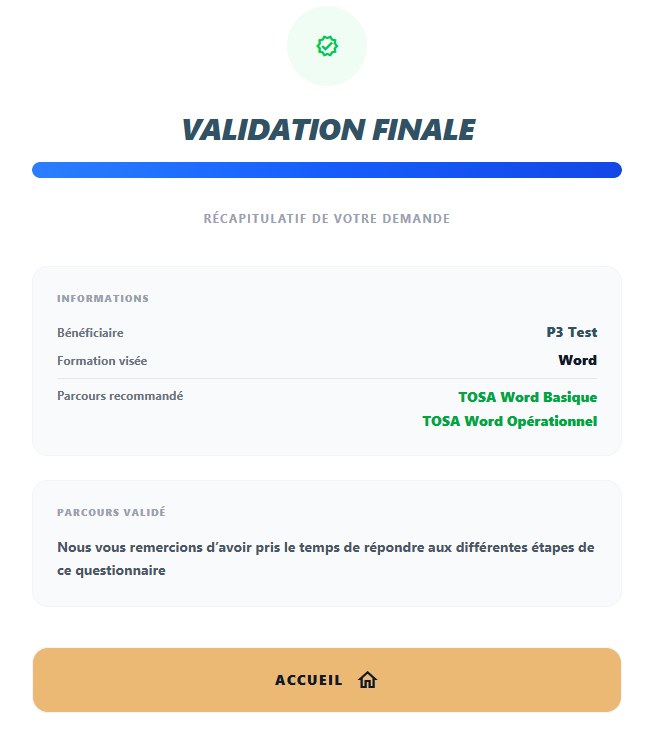 VALIDATION FINALE
RÉCAPITULATIF DE VOTRE DEMANDE
INFORMATIONS
Bénéficiaire P3 Test
Formation visée Word
Parcours recommandé TOSA Word Basique
TOSA Word Opérationnel
PARCOURS VALIDÉ
Nous vous remercions d'avoir pris le temps de répondre aux différentes étapes de
ce questionnaire
ACCUEIL